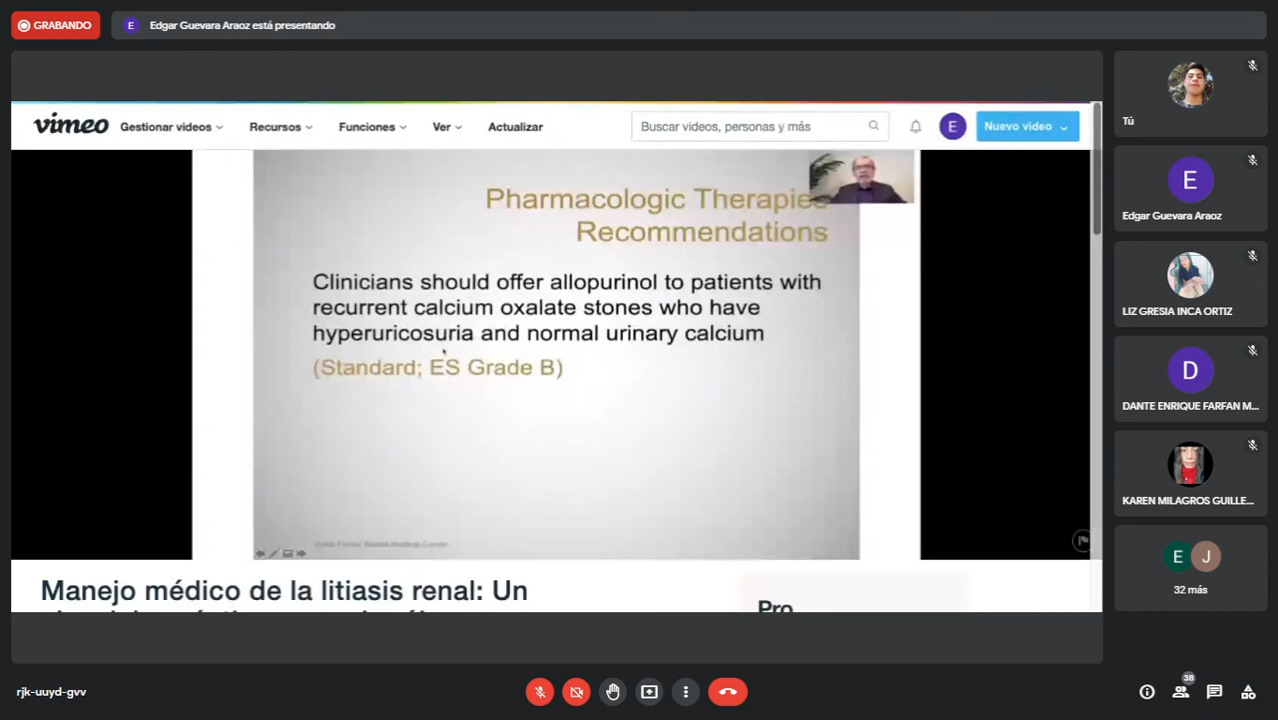 GRABANDO
E
Edgar Guevara Araoz está presentando
vimeo
Gestionar videos
Recursos
Funciones
Ver
Actualizar
Buscar videos, personas y más
E
Nuevo video
Pharmacologic Therapies
Recommendations
Clinicians should offer allopurinol to patients with
recurrent calcium oxalate stones who have
hyperuricosuria and normal urinary calcium
(Standard; ES Grade B)
Medical Center
Manejo médico de la litiasis renal: Un
Pro
Tú
E
Edgar Guevara Araoz
LIZ GRESIA INCA ORTIZ
D
DANTE ENRIQUE FARFAN M...
KAREN MILAGROS GUILLE...
E
J
32 más
rjk-uuyd-gvv
38